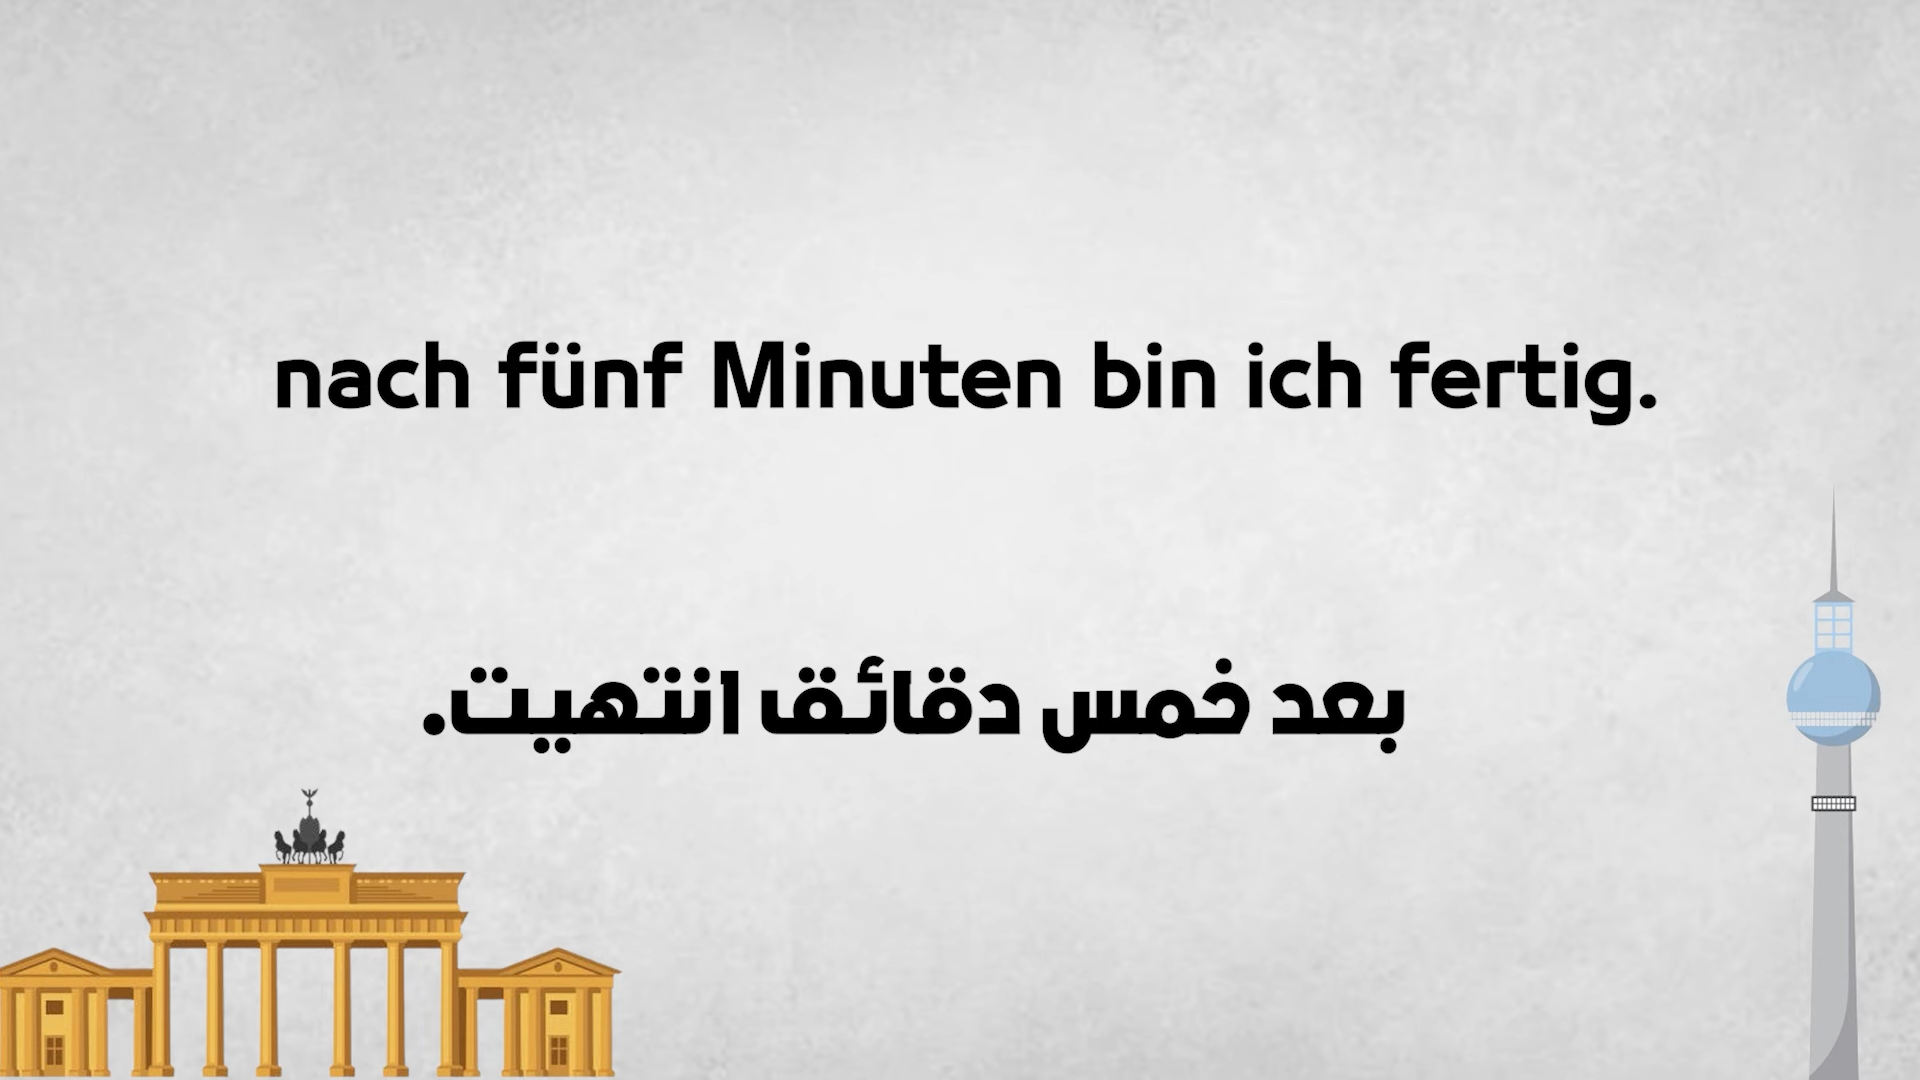 nach fünf Minuten bin ich fertig.
بعد خمس دقائق انتهيت.